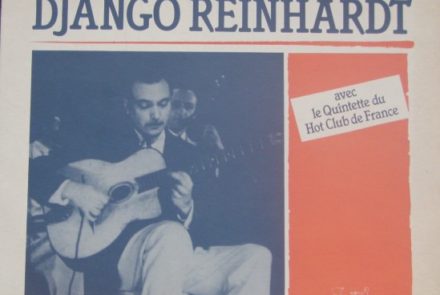 DJANGO REINHARDT
avec
le Quintette du
Hot Club de France